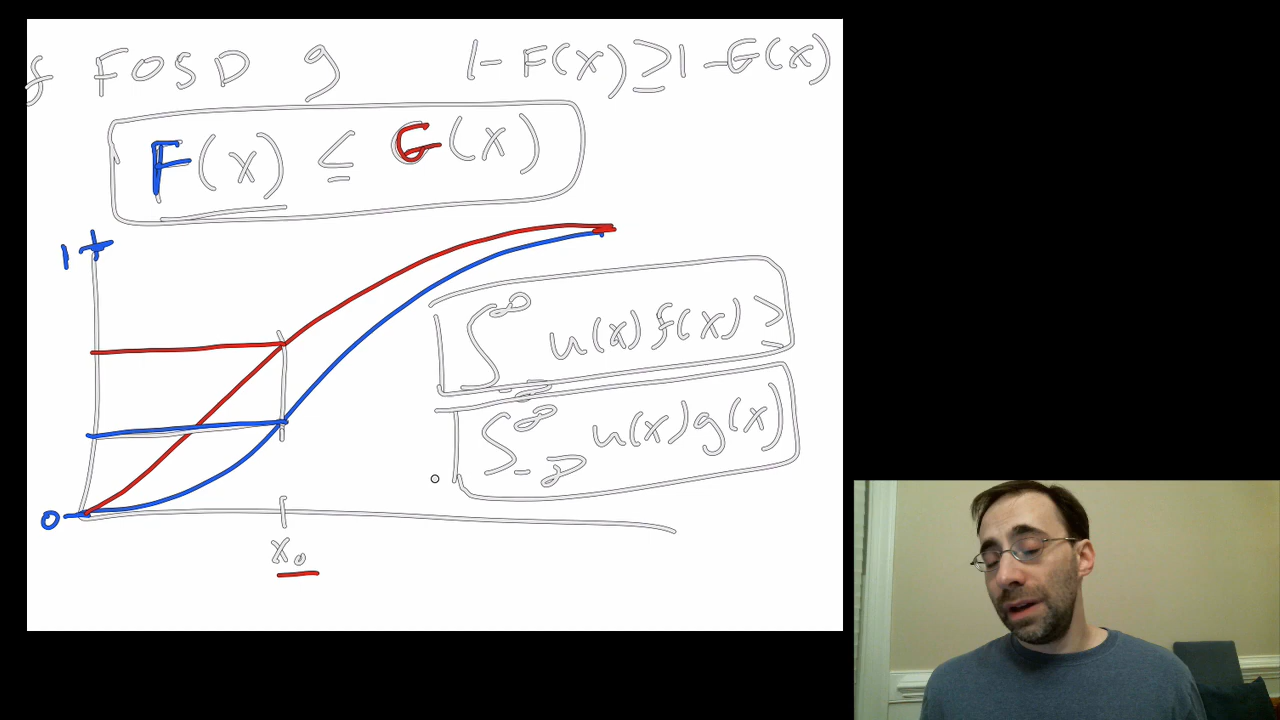 f FOSD g 1-F(x)≥1-G(x)
F(x) ≤ G(x)
1
∫_{-∞}^{∞} u(x)f(x) ≥
∫_{-∞}^{∞} u(x)g(x)
0
x₀